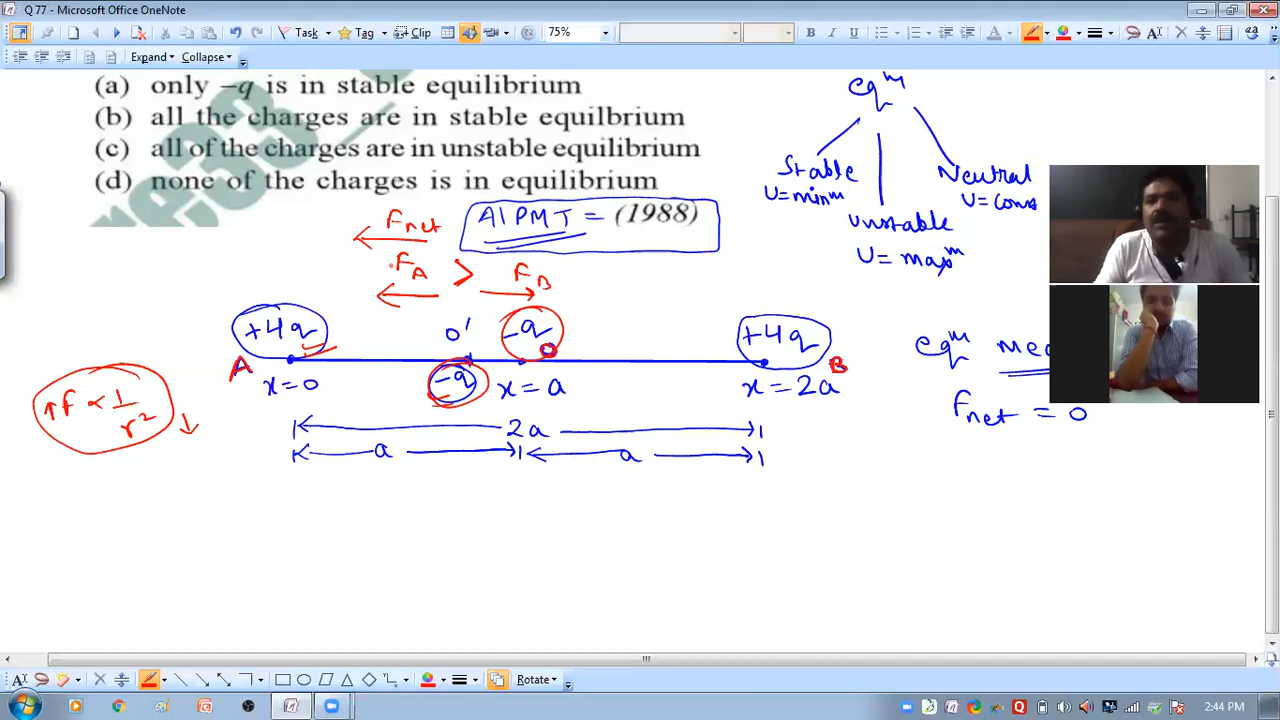 Q 77 - Microsoft Office OneNote
Task
Tag
Clip
75%
Expand
Collapse
(a) only –q is in stable equilibrium
(b) all the charges are in stable equilbrium
(c) all of the charges are in unstable equilibrium
(d) none of the charges is in equilibrium
AIPMT = (1988)
eqᵐ
Stable
U=minᵐ
Unstable
U = maxᵐ
Neutral
U=cons
Fnet
F_A > F_B
+4q
O'
-q
O
+4q
A
-q
B
x=0
x=a
x=2a
2a
a
a
↑F ∝ 1/r² ↓
eqᵐ
Fnet = 0
Rotate
2:44 PM